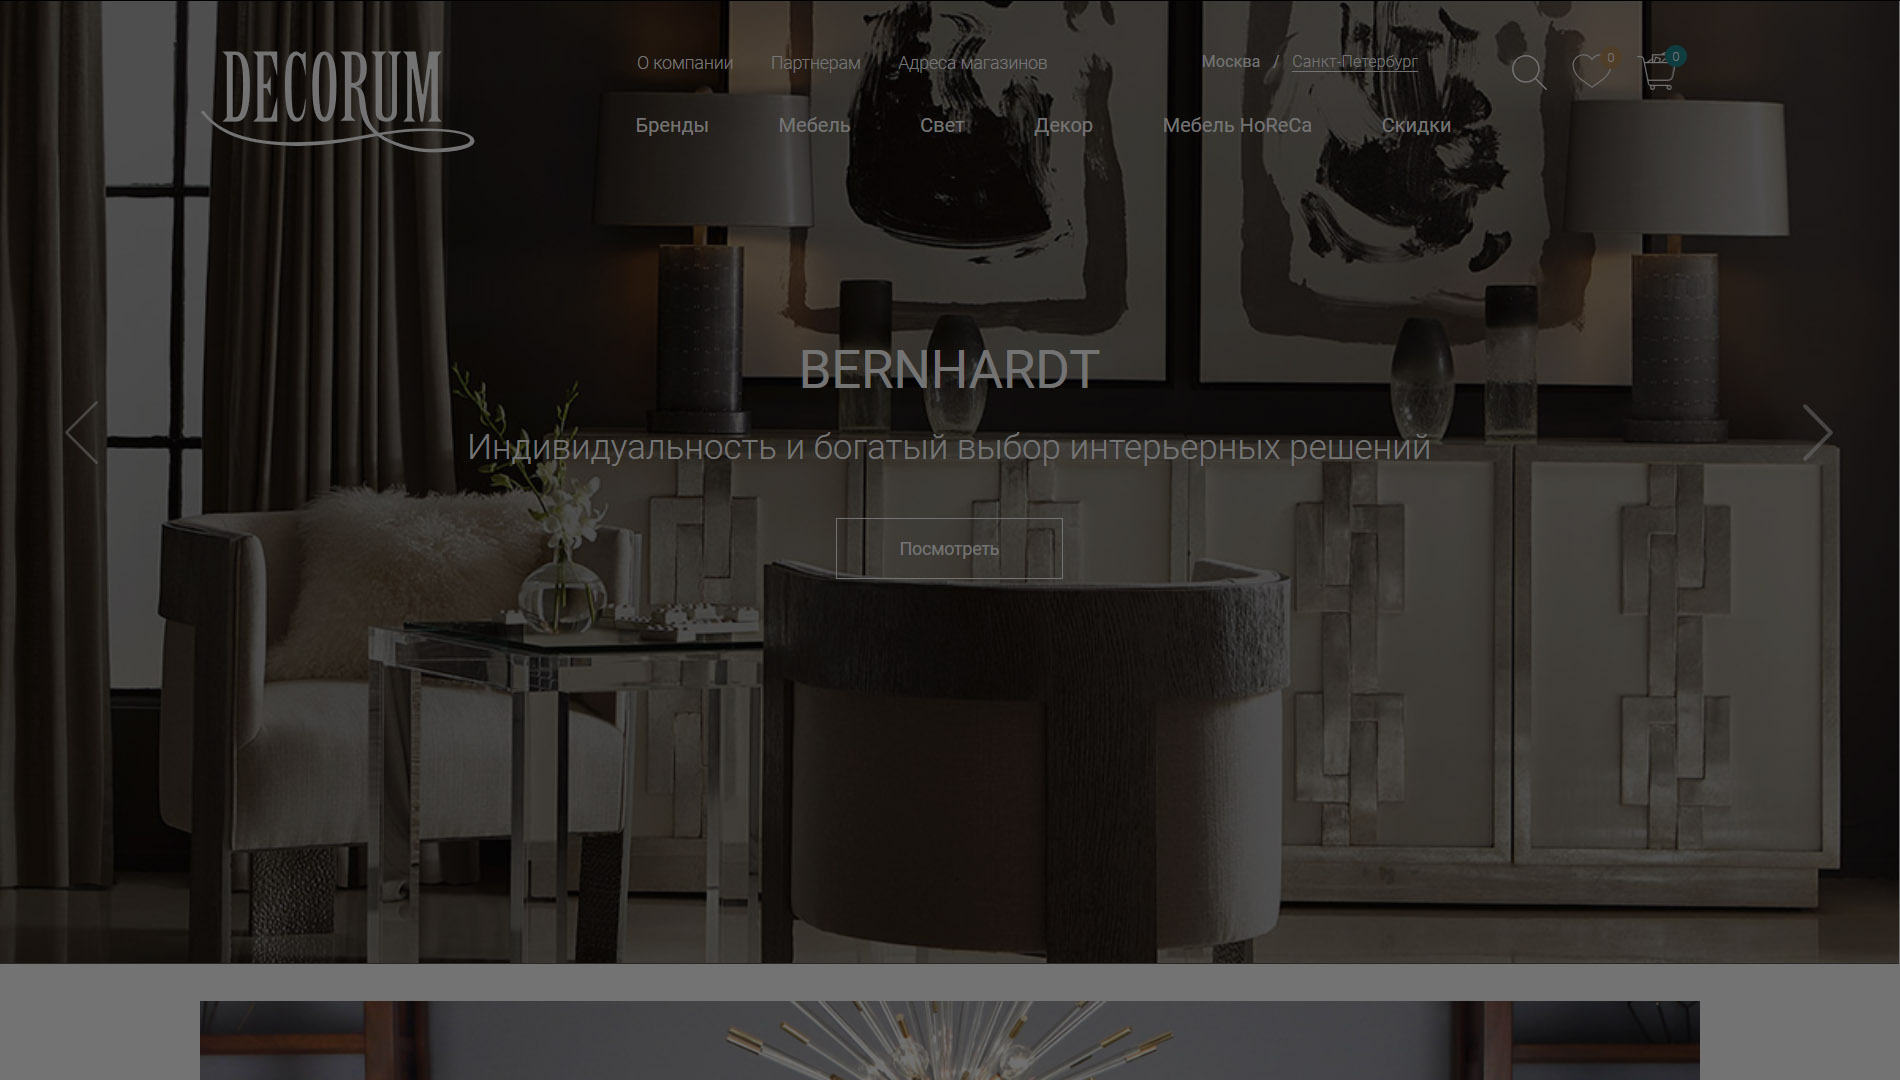 DECORUM
О компании Партнерам Адреса магазинов Москва / Санкт-Петербург 0 0
Бренды Мебель Свет Декор Мебель HoReCa Скидки
BERNHARDT
Индивидуальность и богатый выбор интерьерных решений
Посмотреть